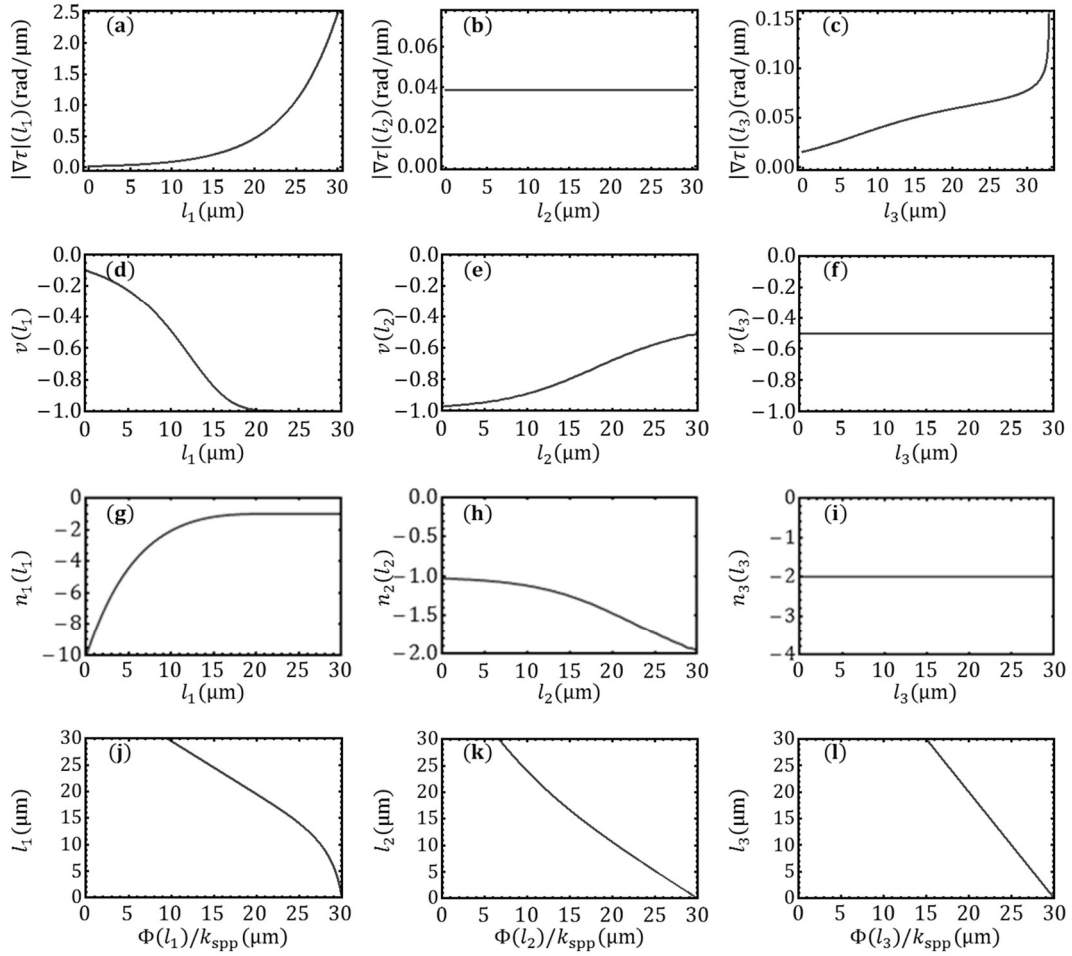 (a)
|∇τ|(l₁)(rad/μm)
2.5
2.0
1.5
1.0
0.5
0.0
0 5 10 15 20 25 30
l₁(μm)
(b)
|∇τ|(l₂)(rad/μm)
0.06
0.04
0.02
0.00
0 5 10 15 20 25 30
l₂(μm)
(c)
|∇τ|(l₃)(rad/μm)
0.15
0.10
0.05
0.00
0 5 10 15 20 25 30
l₃(μm)
(d)
v(l₁)
0.0
−0.2
−0.4
−0.6
−0.8
−1.0
0 5 10 15 20 25 30
l₁(μm)
(e)
v(l₂)
0.0
−0.2
−0.4
−0.6
−0.8
−1.0
0 5 10 15 20 25 30
l₂(μm)
(f)
v(l₃)
0.0
−0.2
−0.4
−0.6
−0.8
−1.0
0 5 10 15 20 25 30
l₃(μm)
(g)
n₁(l₁)
0
−2
−4
−6
−8
−10
0 5 10 15 20 25 30
l₁(μm)
(h)
n₂(l₂)
0.0
−0.5
−1.0
−1.5
−2.0
0 5 10 15 20 25 30
l₂(μm)
(i)
n₃(l₃)
0
−1
−2
−3
−4
0 5 10 15 20 25 30
l₃(μm)
(j)
l₁(μm)
30
25
20
15
10
5
0
0 5 10 15 20 25 30
Φ(l₁)/kspp(μm)
(k)
l₂(μm)
30
25
20
15
10
5
0
0 5 10 15 20 25 30
Φ(l₂)/kspp(μm)
(l)
l₃(μm)
30
25
20
15
10
5
0
0 5 10 15 20 25 30
Φ(l₃)/kspp(μm)